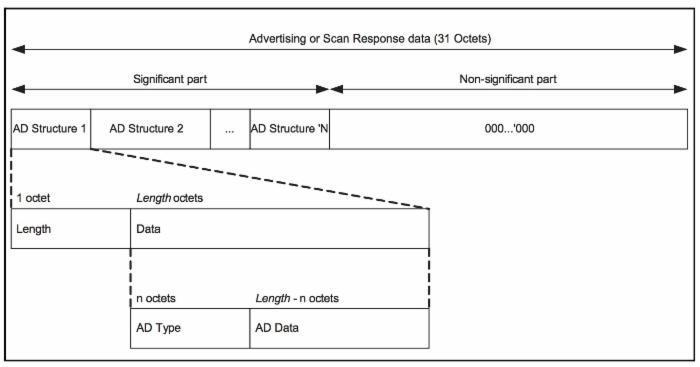 Advertising or Scan Response data (31 Octets)
Significant part Non-significant part
AD Structure 1 AD Structure 2 ... AD Structure 'N 000...'000
1 octet Length octets
Length Data
n octets Length - n octets
AD Type AD Data